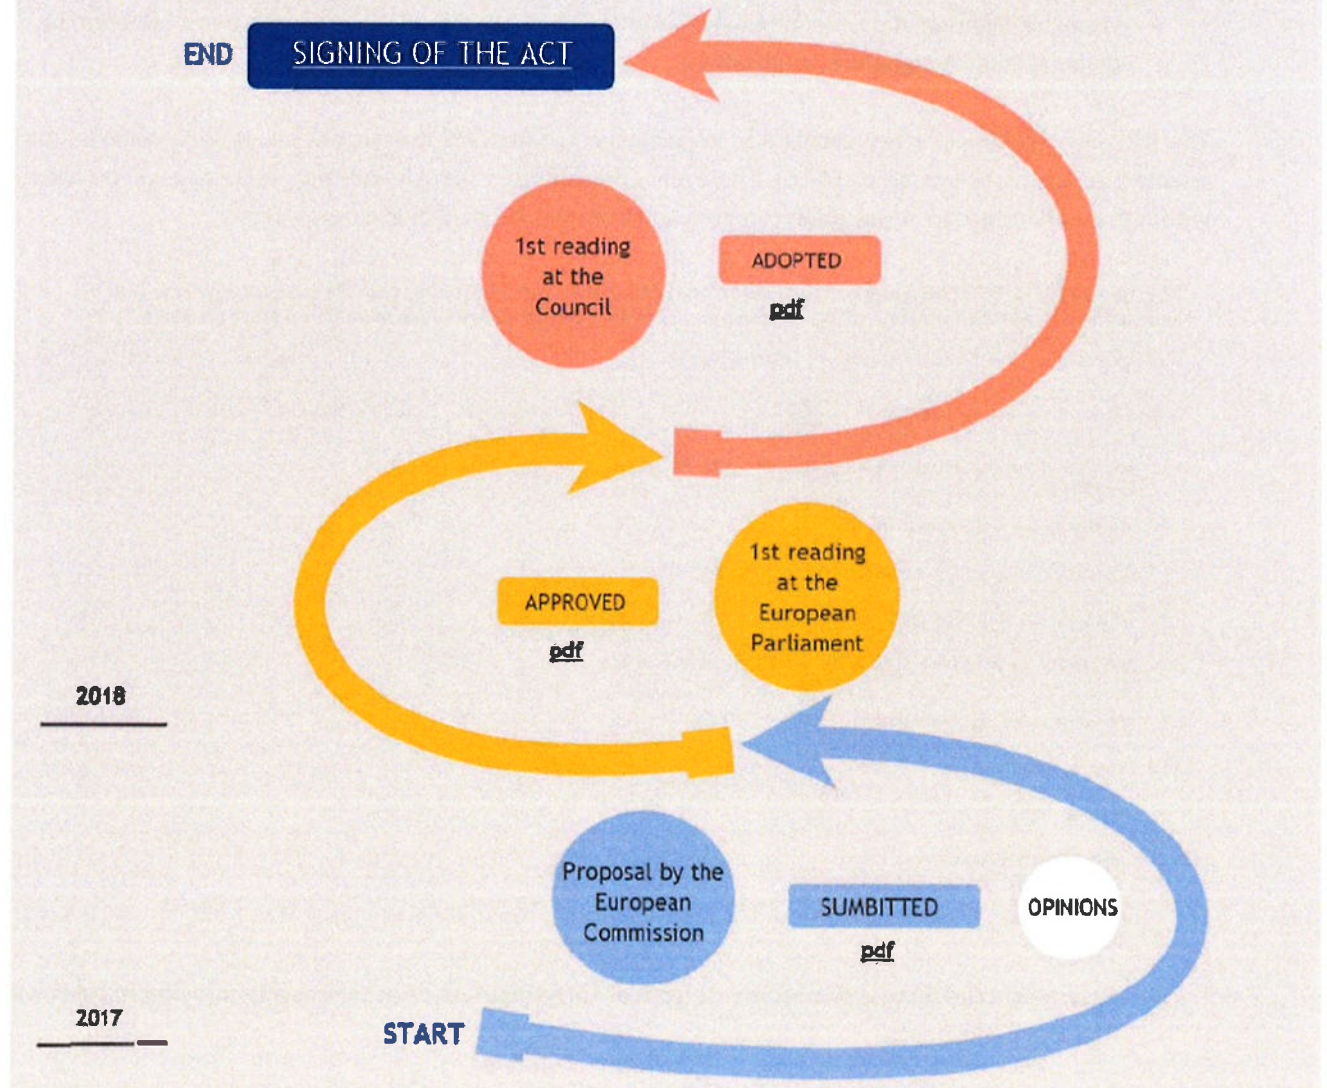 END
SIGNING OF THE ACT
1st reading
at the
Council
ADOPTED
pdf
1st reading
at the
European
Parliament
APPROVED
pdf
2018
Proposal by the
European
Commission
SUMBITTED
pdf
OPINIONS
2017
START